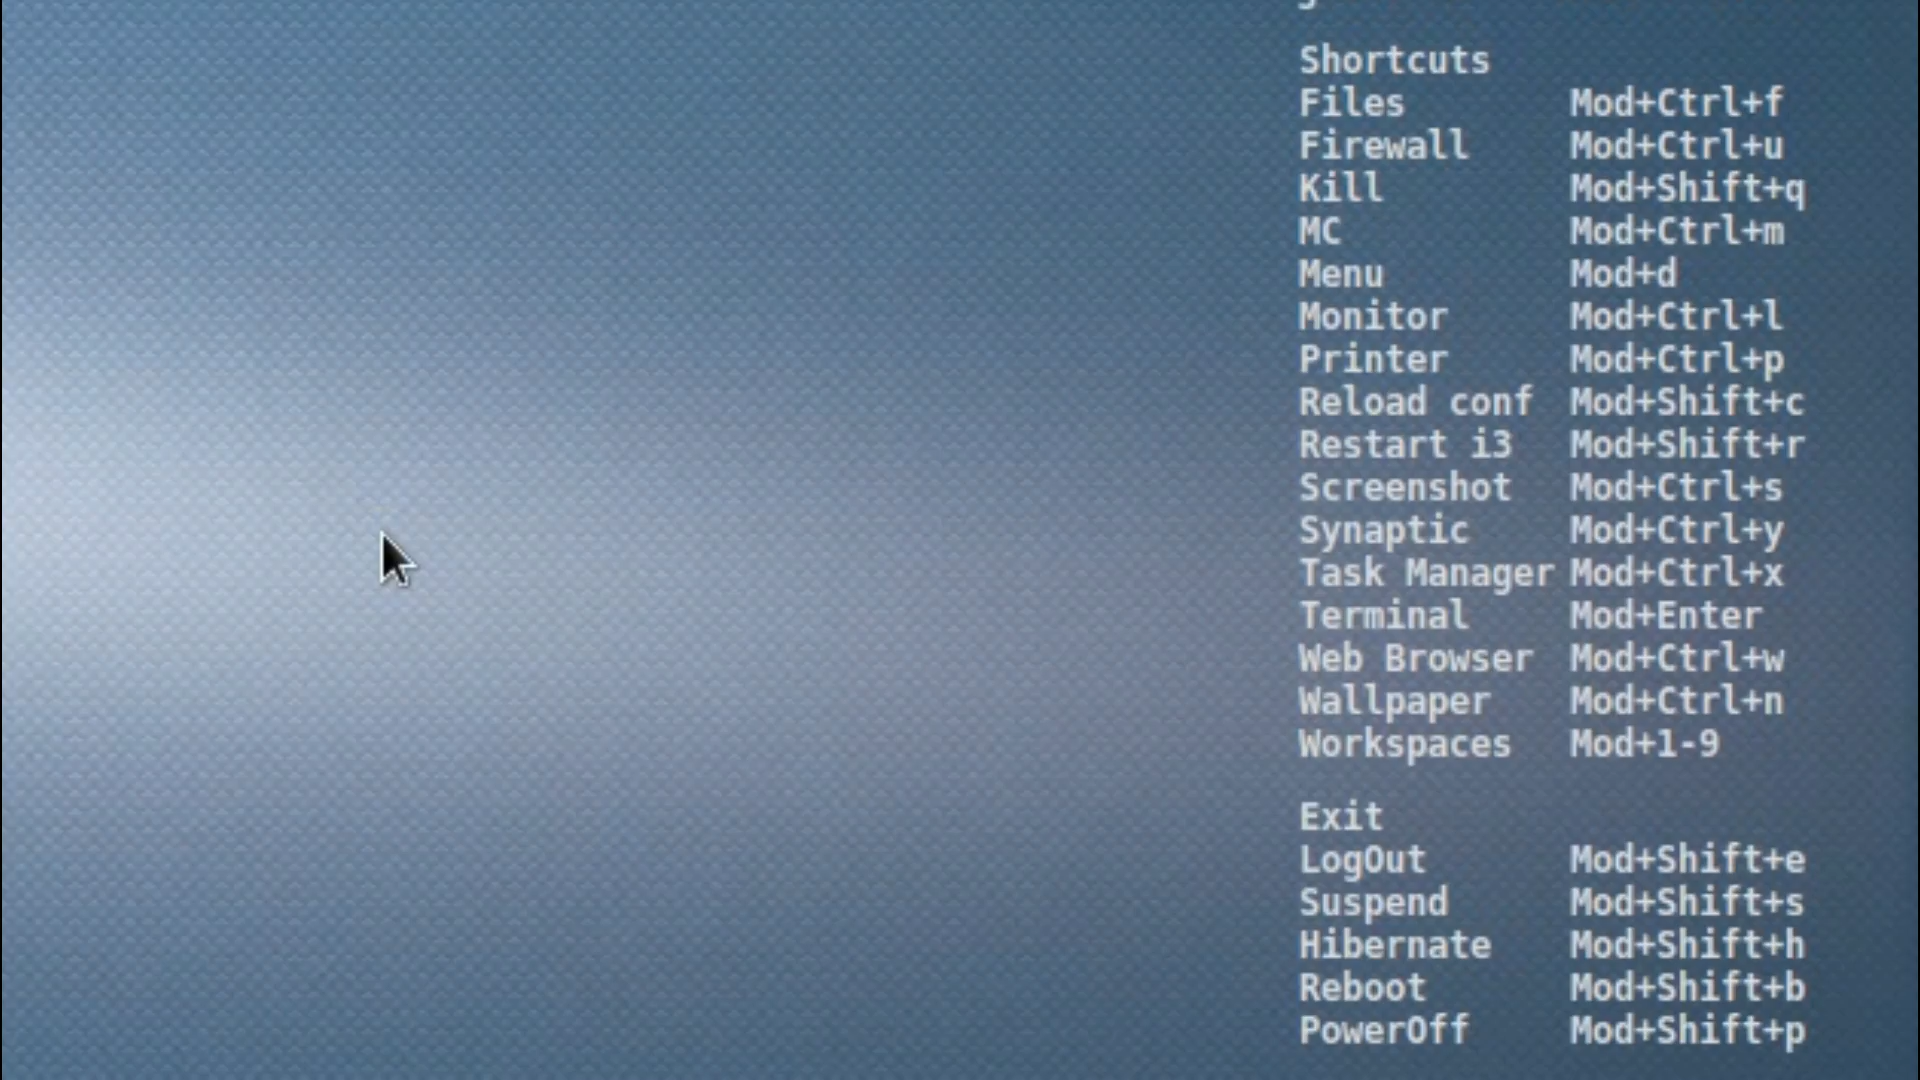 Shortcuts
Files Mod+Ctrl+f
Firewall Mod+Ctrl+u
Kill Mod+Shift+q
MC Mod+Ctrl+m
Menu Mod+d
Monitor Mod+Ctrl+l
Printer Mod+Ctrl+p
Reload conf Mod+Shift+c
Restart i3 Mod+Shift+r
Screenshot Mod+Ctrl+s
Synaptic Mod+Ctrl+y
Task Manager Mod+Ctrl+x
Terminal Mod+Enter
Web Browser Mod+Ctrl+w
Wallpaper Mod+Ctrl+n
Workspaces Mod+1-9
Exit
LogOut Mod+Shift+e
Suspend Mod+Shift+s
Hibernate Mod+Shift+h
Reboot Mod+Shift+b
PowerOff Mod+Shift+p